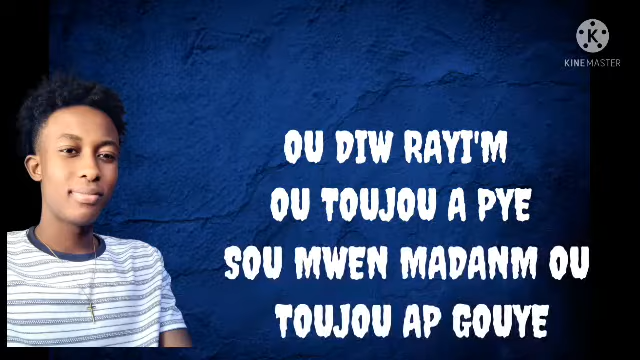 KINEMASTER
OU DIW RAYI'M
OU TOUJOU A PYE
SOU MWEN MADANM OU
TOUJOU AP GOUYE